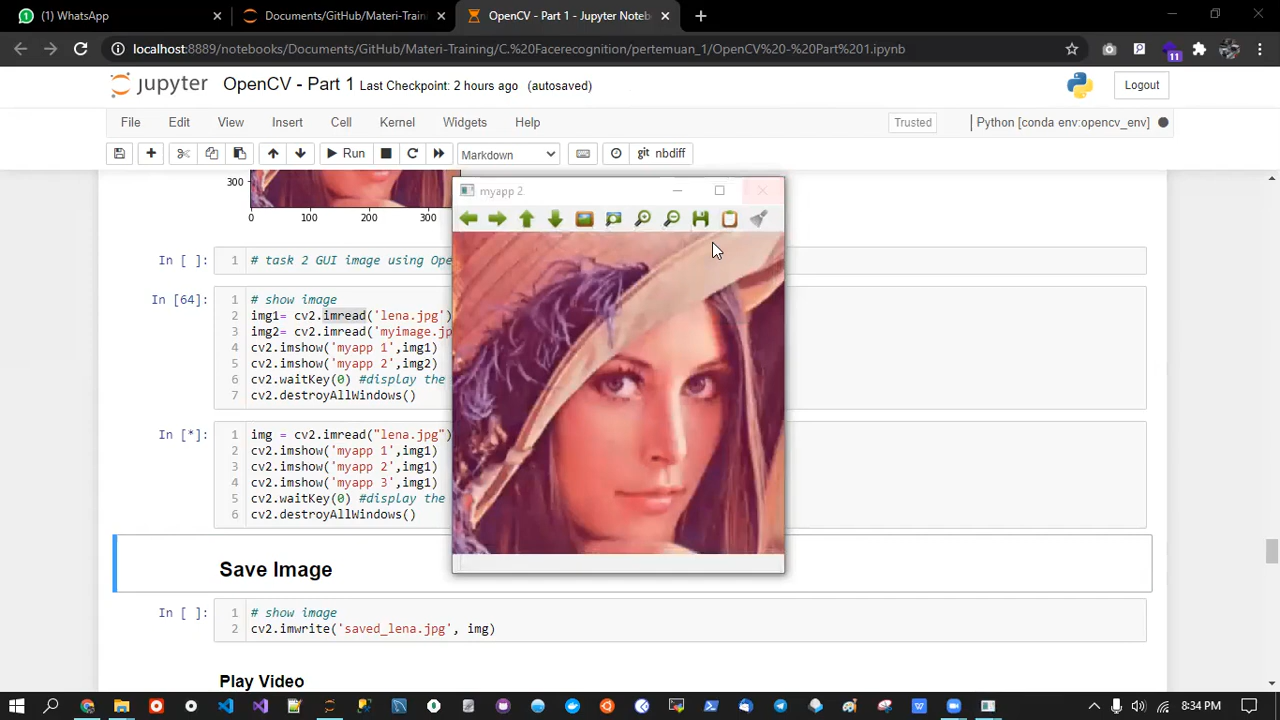 (1) WhatsApp
Documents/GitHub/Materi-Train
OpenCV - Part 1 - Jupyter Noteb
localhost:8889/notebooks/Documents/GitHub/Materi-Training/C.%20Facerecognition/pertemuan_1/OpenCV%20-%20Part%201.ipynb
11
jupyter OpenCV - Part 1 Last Checkpoint: 2 hours ago (autosaved)
Logout
File Edit View Insert Cell Kernel Widgets Help
Trusted
Python [conda env:opencv_env]
Run
Markdown
git nbdiff
300
0 100 200 300
myapp 2
In [ ]: 1 # task 2 GUI image using Ope
In [64]: 1 # show image
2 img1= cv2.imread('lena.jpg')
3 img2= cv2.imread('myimage.jp
4 cv2.imshow('myapp 1',img1)
5 cv2.imshow('myapp 2',img2)
6 cv2.waitKey(0) #display the
7 cv2.destroyAllWindows()
In [*]: 1 img = cv2.imread("lena.jpg")
2 cv2.imshow('myapp 1',img1)
3 cv2.imshow('myapp 2',img1)
4 cv2.imshow('myapp 3',img1)
5 cv2.waitKey(0) #display the
6 cv2.destroyAllWindows()
Save Image
In [ ]: 1 # show image
2 cv2.imwrite('saved_lena.jpg', img)
Play Video
8:34 PM